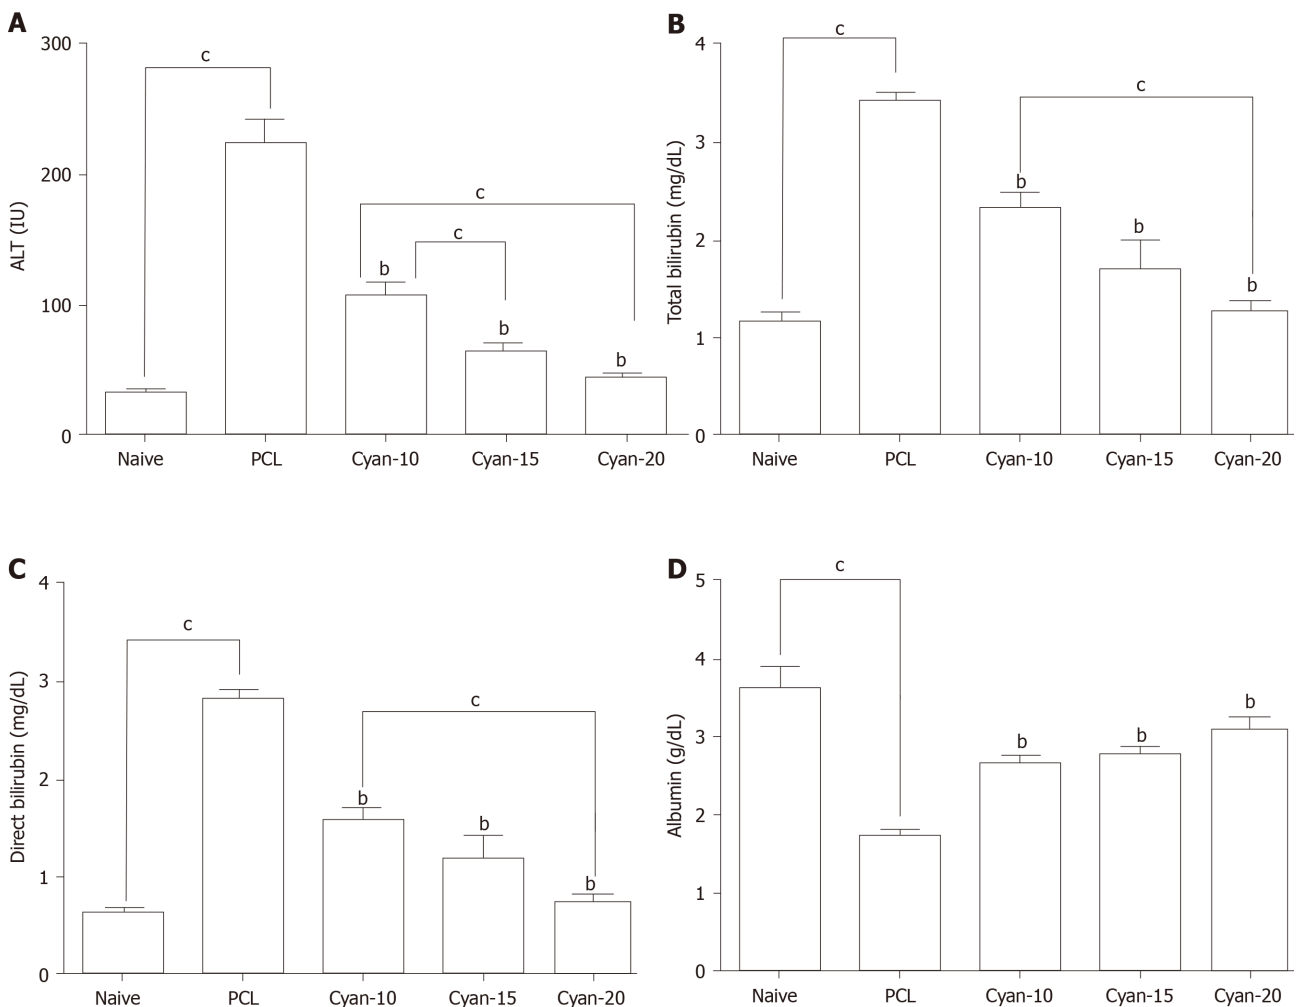 A
300
200
100
0
ALT (IU)
c
c
c
b
b
b
Naive PCL Cyan-10 Cyan-15 Cyan-20
B
4
3
2
1
0
Total bilirubin (mg/dL)
c
c
b
b
b
Naive PCL Cyan-10 Cyan-15 Cyan-20
C
4
3
2
1
0
Direct bilirubin (mg/dL)
c
c
b
b
b
Naive PCL Cyan-10 Cyan-15 Cyan-20
D
5
4
3
2
1
0
Albumin (g/dL)
c
b
b
b
Naive PCL Cyan-10 Cyan-15 Cyan-20